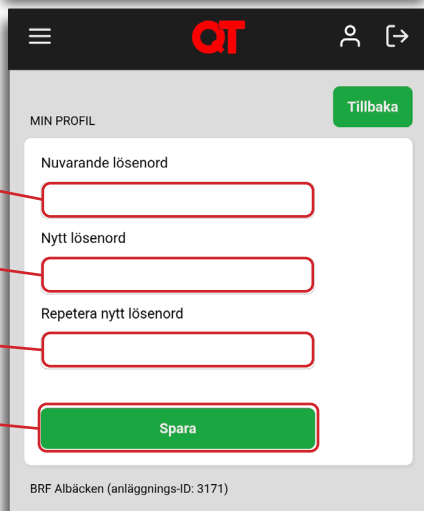 QT
Tillbaka
MIN PROFIL
Nuvarande lösenord
Nytt lösenord
Repetera nytt lösenord
Spara
BRF Albäcken (anläggnings-ID: 3171)